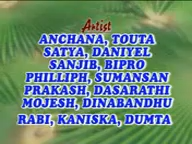 Artist
ANCHANA, TOUTA
SATYA, DANIYEL
SANJIB, BIPRO
PHILLIPH, SUMANSAN
PRAKASH, DASARATHI
MOJESH, DINABANDHU
RABI, KANISKA, DUMTA